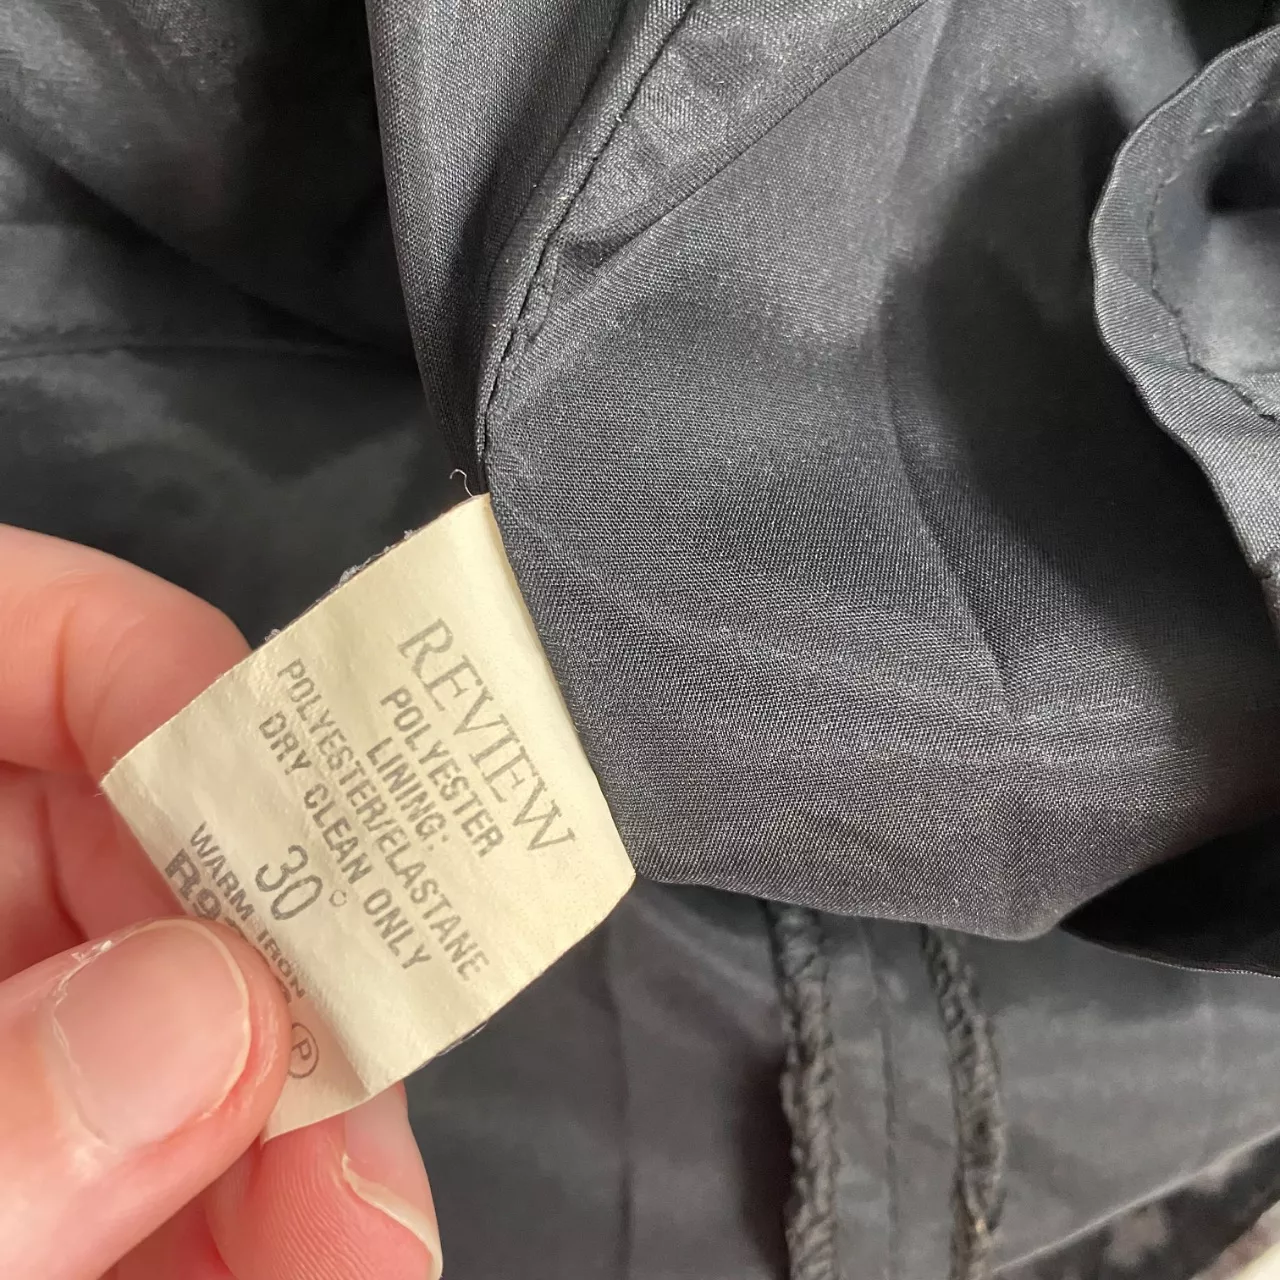 REVIEW
POLYESTER
LINING:
POLYESTER/ELASTANE
DRY CLEAN ONLY
30°
WARM IRON
P